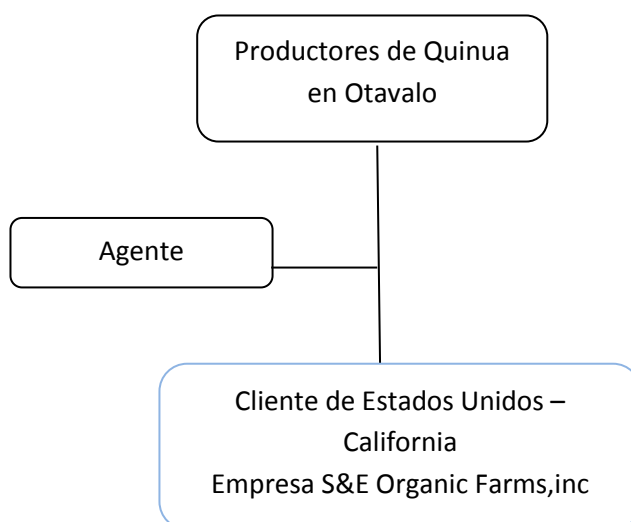 Productores de Quinua
en Otavalo
Agente
Cliente de Estados Unidos –
California
Empresa S&E Organic Farms,inc